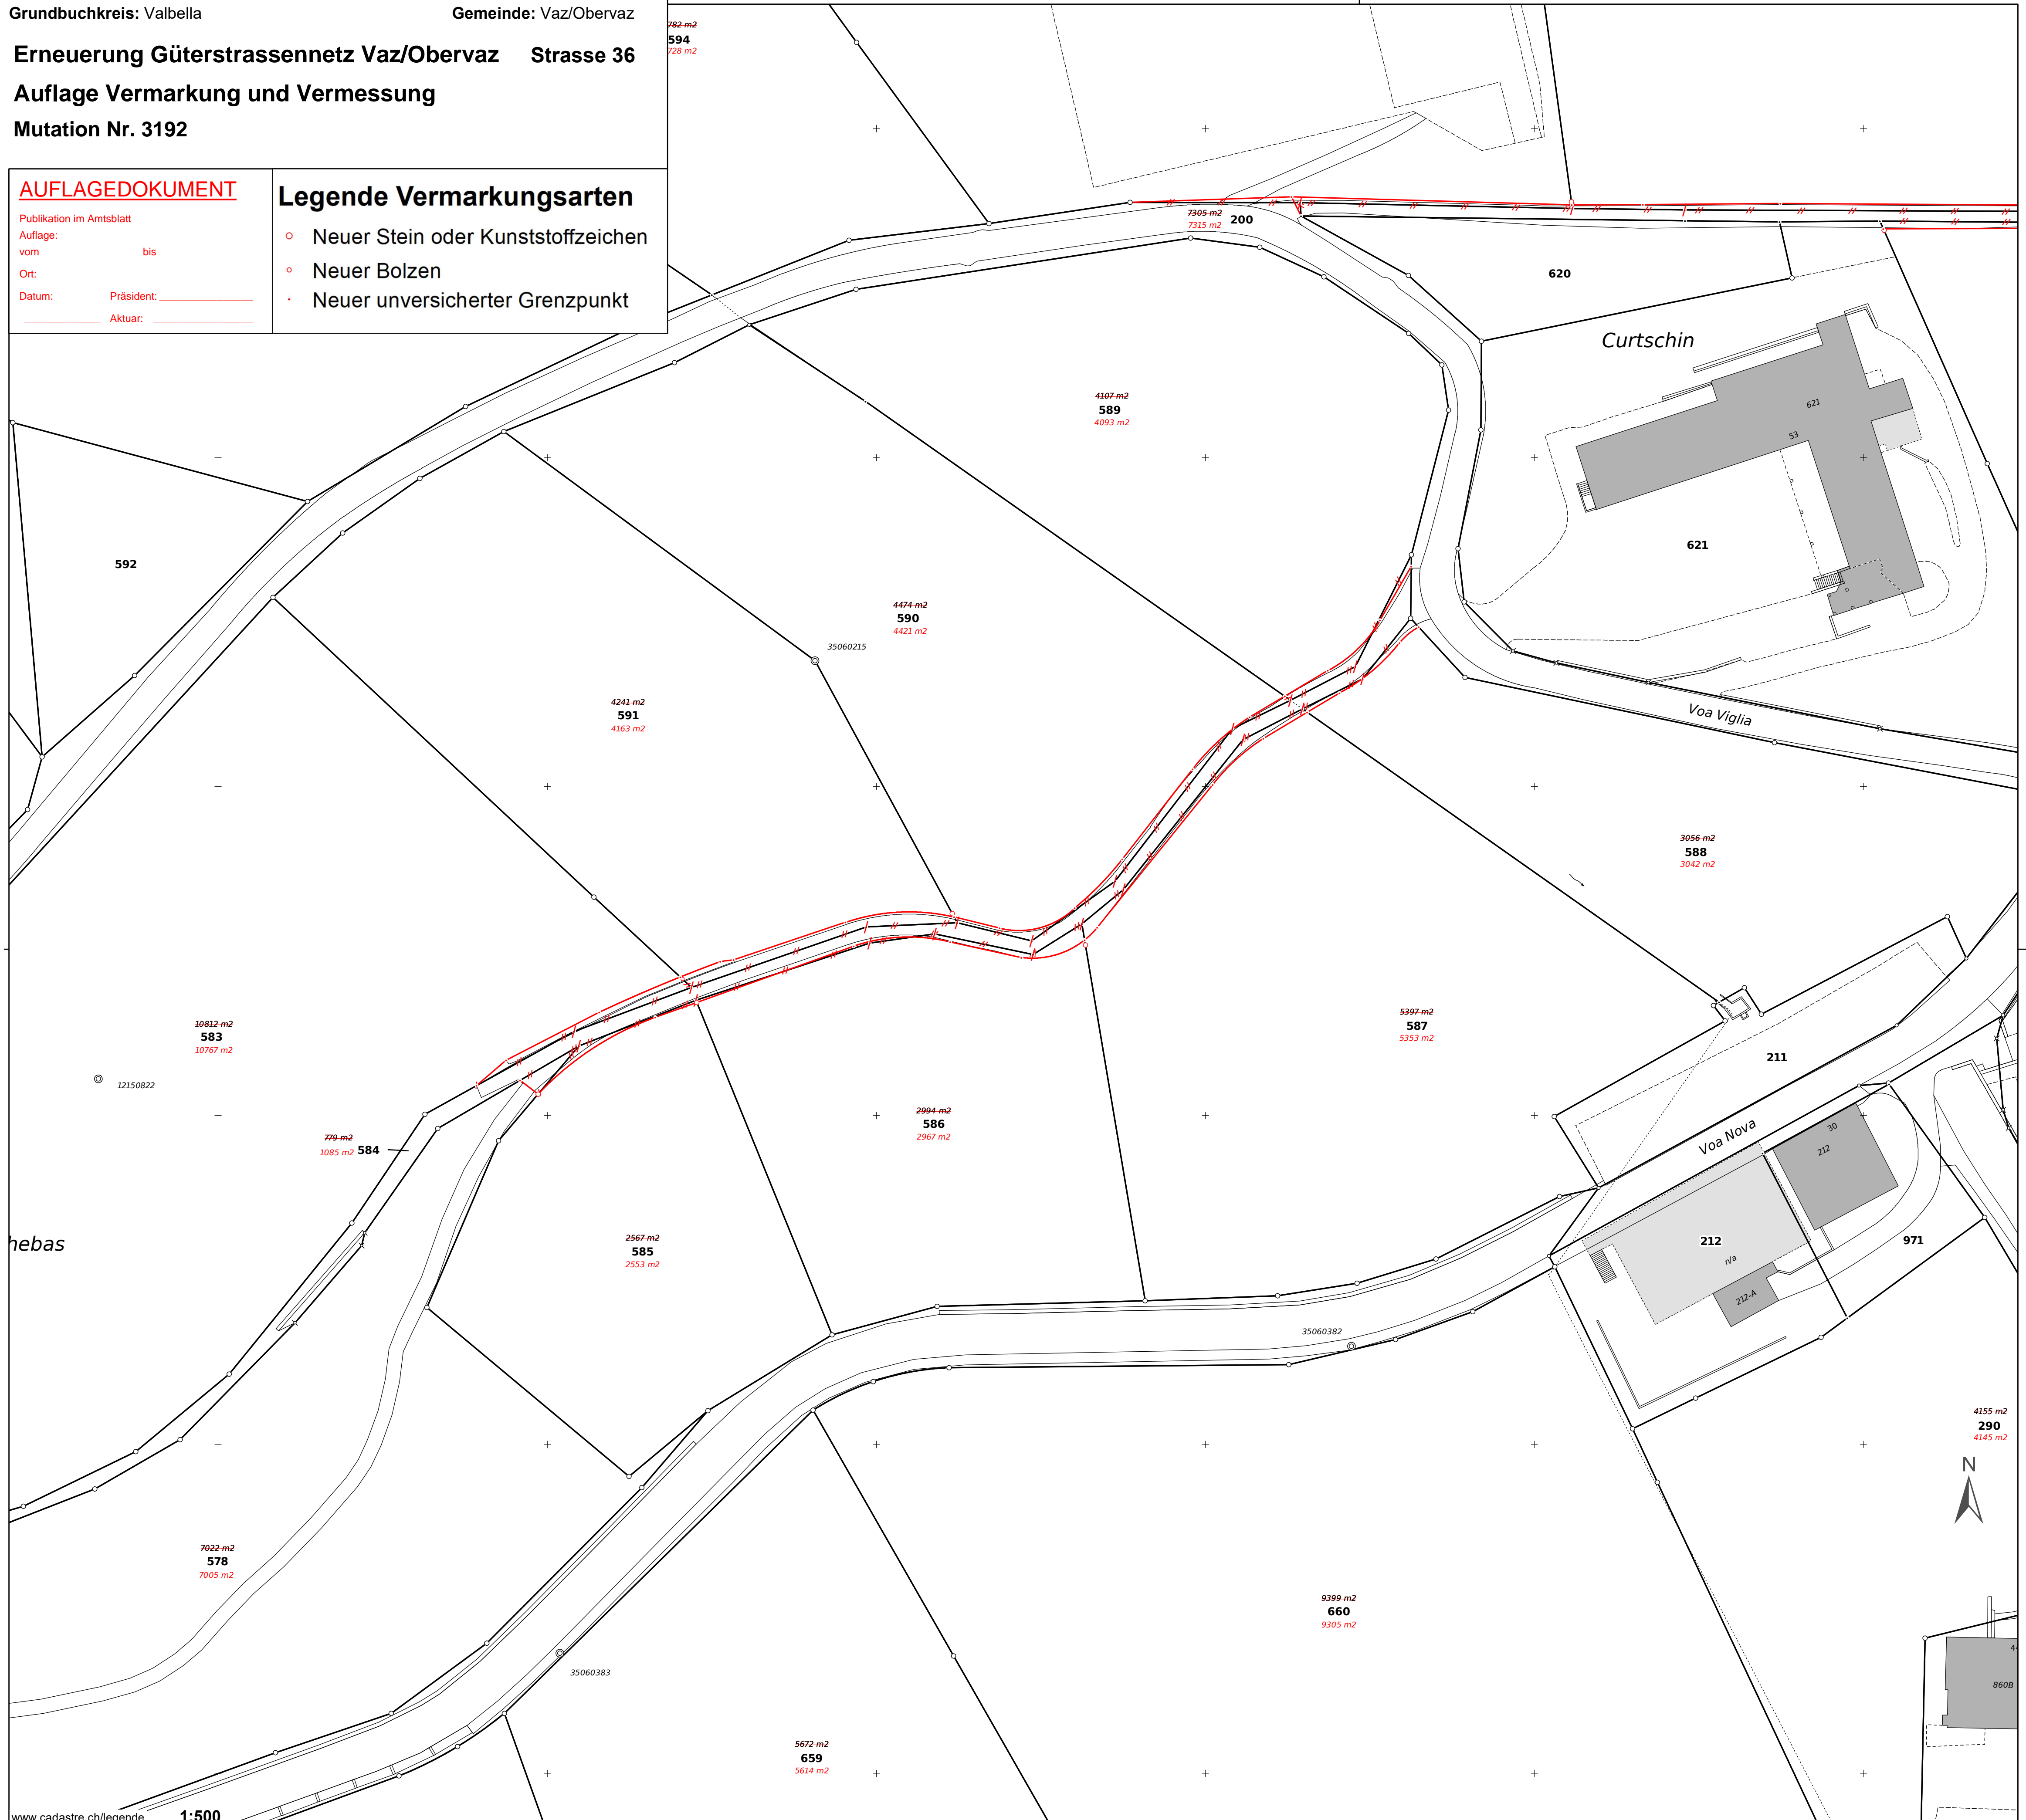 Grundbuchkreis: Valbella Gemeinde: Vaz/Obervaz
Erneuerung Güterstrassennetz Vaz/Obervaz Strasse 36
Auflage Vermarkung und Vermessung
Mutation Nr. 3192
AUFLAGEDOKUMENT
Publikation im Amtsblatt
Auflage:
vom bis
Ort:
Datum: Präsident:
Aktuar:
Legende Vermarkungsarten
Neuer Stein oder Kunststoffzeichen
Neuer Bolzen
Neuer unversicherter Grenzpunkt
782 m2
594
728 m2
7305 m2
200
7315 m2
620
Curtschin
4107 m2
589
4093 m2
621
53
621
592
4474 m2
590
4421 m2
35060215
4241 m2
591
4163 m2
Voa Viglia
3056 m2
588
3042 m2
10812 m2
583
10767 m2
12150822
5397 m2
587
5353 m2
211
2994 m2
586
2967 m2
779 m2
584
1085 m2
Voa Nova
30
212
hebas
2567 m2
585
2553 m2
212
n/a
971
212-A
35060382
4155 m2
290
4145 m2
N
7022 m2
578
7005 m2
9399 m2
660
9305 m2
35060383
860B
5672 m2
659
5614 m2
www.cadastre.ch/legende 1:500